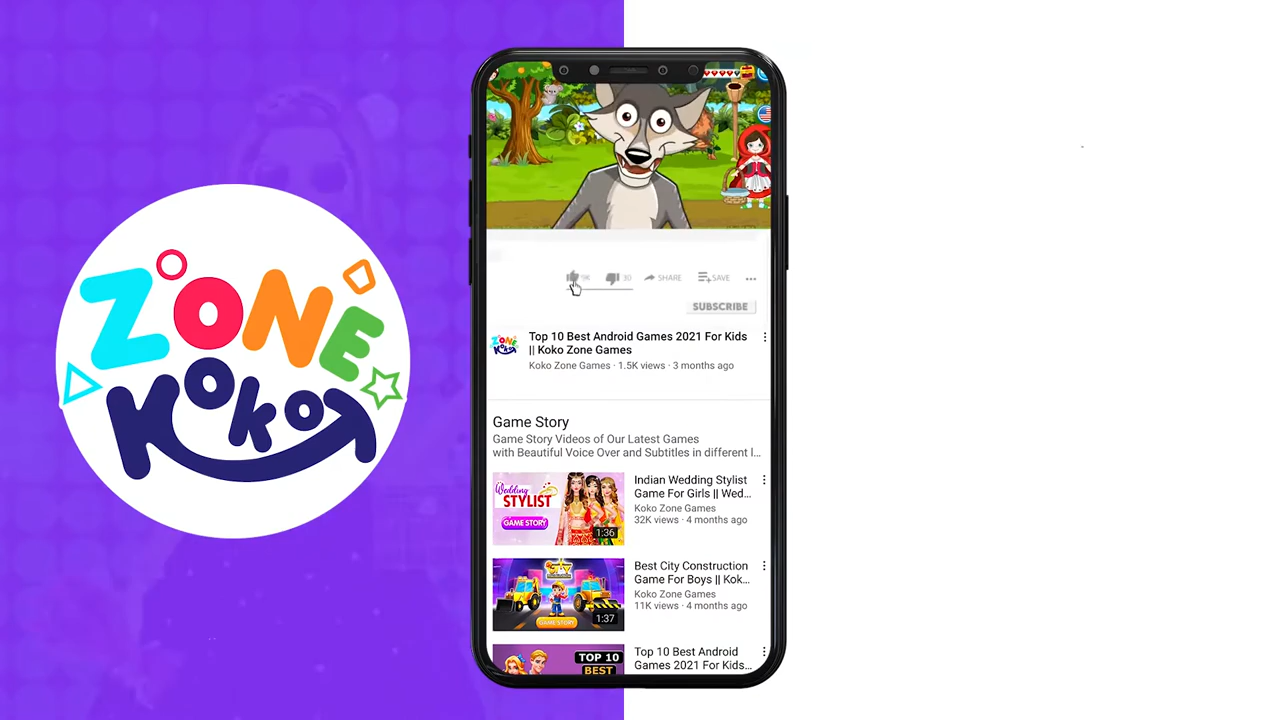 ZONE
Koko
30
SHARE
SAVE
SUBSCRIBE
ZONE
Koko
Top 10 Best Android Games 2021 For Kids
|| Koko Zone Games
Koko Zone Games · 1.5K views · 3 months ago
Game Story
Game Story Videos of Our Latest Games
with Beautiful Voice Over and Subtitles in different l...
Wedding
STYLIST
GAME STORY
1:36
Indian Wedding Stylist
Game For Girls || Wed...
Koko Zone Games
32K views · 4 months ago
GAME STORY
1:37
Best City Construction
Game For Boys || Kok...
Koko Zone Games
11K views · 4 months ago
TOP 10
BEST
Top 10 Best Android
Games 2021 For Kids...